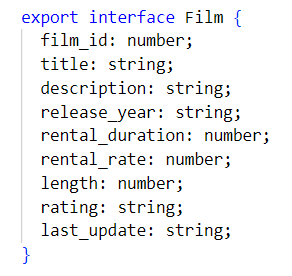 export interface Film {
film_id: number;
title: string;
description: string;
release_year: string;
rental_duration: number;
rental_rate: number;
length: number;
rating: string;
last_update: string;
}